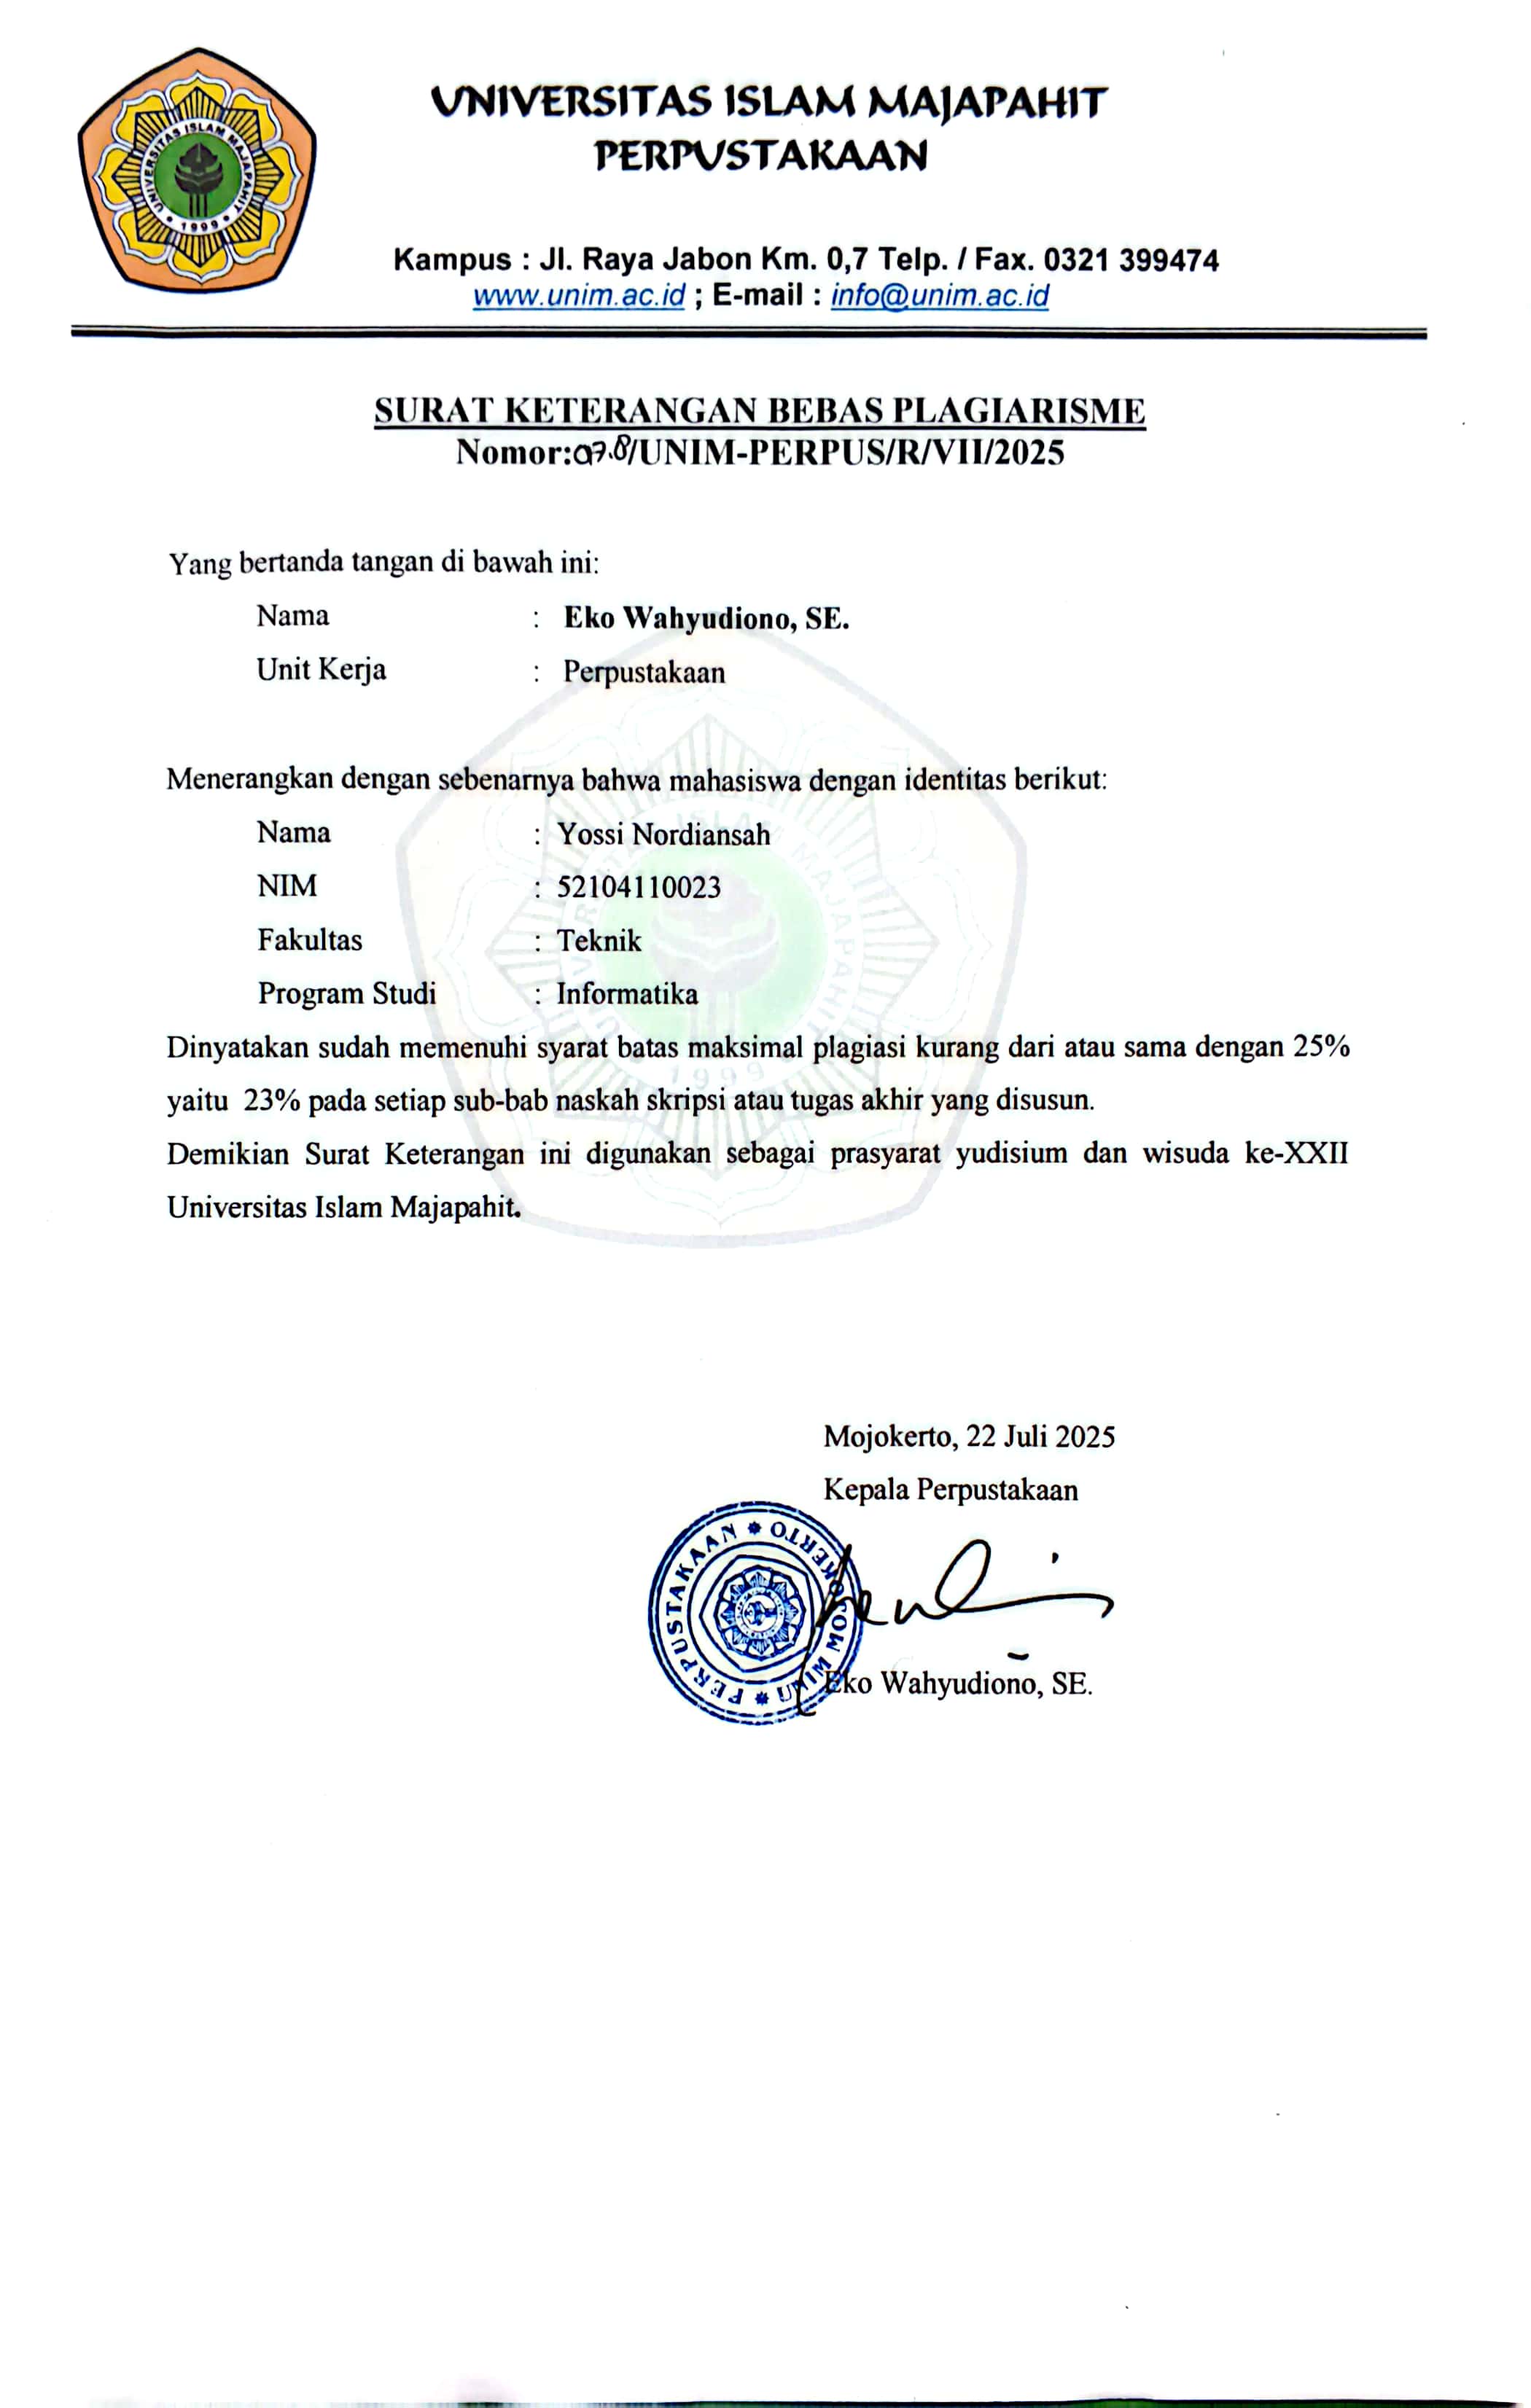 UNIVERSITAS ISLAM MAJAPAHIT
PERPUSTAKAAN
UNIVERSITAS ISLAM MAJAPAHIT
1999
Kampus : Jl. Raya Jabon Km. 0,7 Telp. / Fax. 0321 399474
www.unim.ac.id ; E-mail : info@unim.ac.id
SURAT KETERANGAN BEBAS PLAGIARISME
Nomor:078/UNIM-PERPUS/R/VII/2025
Yang bertanda tangan di bawah ini:
Nama : Eko Wahyudiono, SE.
Unit Kerja : Perpustakaan
Menerangkan dengan sebenarnya bahwa mahasiswa dengan identitas berikut:
Nama : Yossi Nordiansah
NIM : 52104110023
Fakultas : Teknik
Program Studi : Informatika
Dinyatakan sudah memenuhi syarat batas maksimal plagiasi kurang dari atau sama dengan 25%
yaitu 23% pada setiap sub-bab naskah skripsi atau tugas akhir yang disusun.
Demikian Surat Keterangan ini digunakan sebagai prasyarat yudisium dan wisuda ke-XXII
Universitas Islam Majapahit.
Mojokerto, 22 Juli 2025
Kepala Perpustakaan
PERPUSTAKAAN
UNIM MOJOKERTO
Eko Wahyudiono, SE.